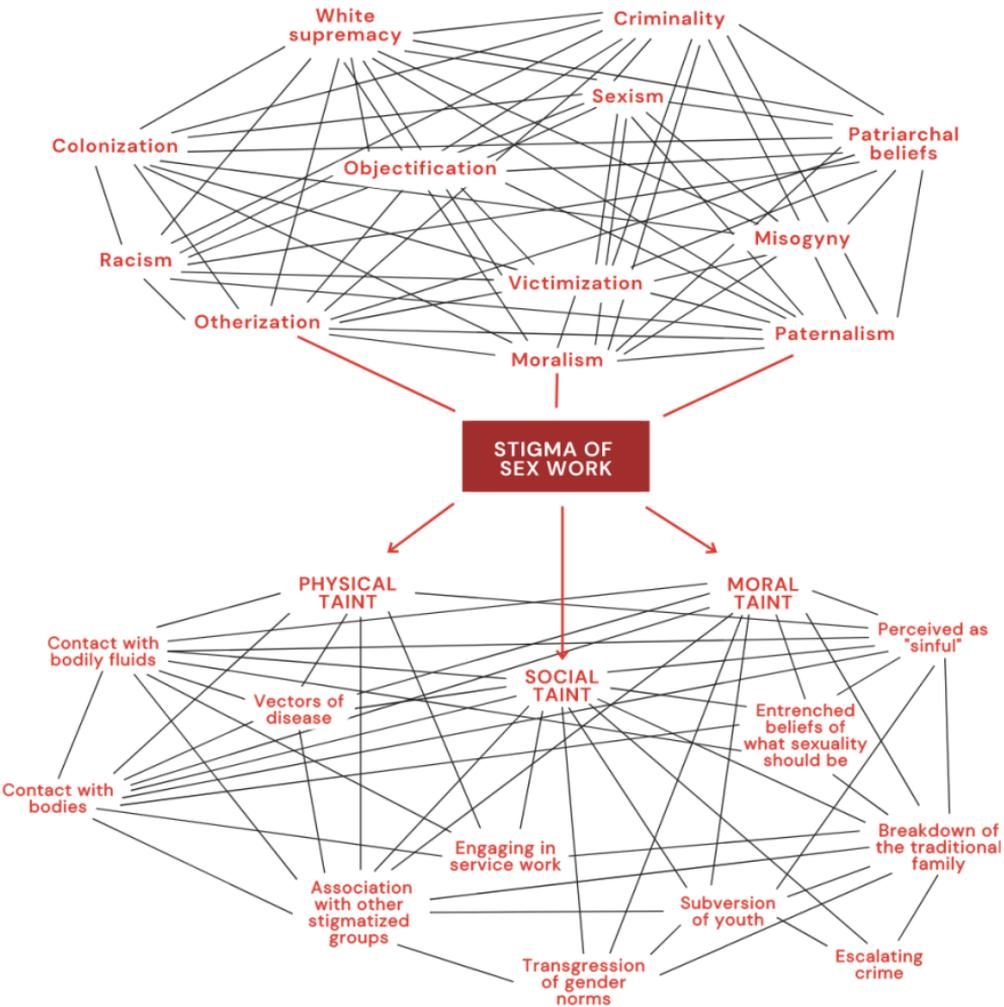 White
supremacy
Criminality
Sexism
Colonization
Patriarchal
beliefs
Objectification
Misogyny
Racism
Victimization
Otherization
Paternalism
Moralism
STIGMA OF
SEX WORK
PHYSICAL
TAINT
MORAL
TAINT
Contact with
bodily fluids
Perceived as
"sinful"
SOCIAL
TAINT
Vectors of
disease
Entrenched
beliefs of
what sexuality
should be
Contact with
bodies
Breakdown of
the traditional
family
Engaging in
service work
Association
with other
stigmatized
groups
Subversion
of youth
Escalating
crime
Transgression
of gender
norms